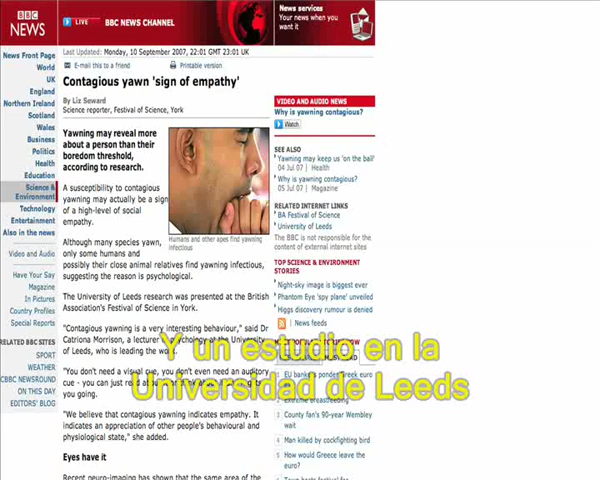 BBC
NEWS
LIVE
BBC NEWS CHANNEL
News services
Your news when you
want it
News Front Page
World
UK
England
Northern Ireland
Scotland
Wales
Business
Politics
Health
Education
Science &
Environment
Technology
Entertainment
Also in the news
Video and Audio
Have Your Say
Magazine
In Pictures
Country Profiles
Special Reports
RELATED BBC SITES
SPORT
WEATHER
CBBC NEWSROUND
ON THIS DAY
EDITORS' BLOG
Last Updated: Monday, 10 September 2007, 22:01 GMT 23:01 UK
E-mail this to a friend
Printable version
Contagious yawn 'sign of empathy'
By Liz Seward
Science reporter, Festival of Science, York
Yawning may reveal more
about a person than their
boredom threshold,
according to research.
A susceptibility to contagious
yawning may actually be a sign
of a high-level of social
empathy.
Although many species yawn,
only some humans and
possibly their close animal relatives find yawning infectious,
suggesting the reason is psychological.
Humans and other apes find yawning
infectious
The University of Leeds research was presented at the British
Association's Festival of Science in York.
"Contagious yawning is a very interesting behaviour," said Dr
Catriona Morrison, a lecturer in psychology at the University
of Leeds, who is leading the work.
"You don't need a visual cue, you don't even need an auditory
cue - you can just
you going.
"We believe that contagious yawning indicates empathy. It
indicates an appreciation of other people's behavioural and
physiological state," she added.
Eyes have it
Recent neuro-imaging has shown that the same area of the
VIDEO AND AUDIO NEWS
Why is yawning contagious?
Watch
SEE ALSO
Yawning may keep us 'on the ball'
04 Jul 07 | Health
Why is yawning contagious?
05 Jul 07 | Magazine
RELATED INTERNET LINKS
BA Festival of Science
University of Leeds
The BBC is not responsible for the
content of external internet sites
TOP SCIENCE & ENVIRONMENT
STORIES
Night-sky image is biggest ever
Phantom Eye 'spy plane' unveiled
Higgs discovery rumour is denied
News feeds
EU bank
ponder Greek euro
Extreme breastfeeding
3 County fan's 90-year Wembley
wait
4 Man killed by cockfighting bird
5 How would Greece leave the
euro?
Y un estudio en la
Universidad de Leeds